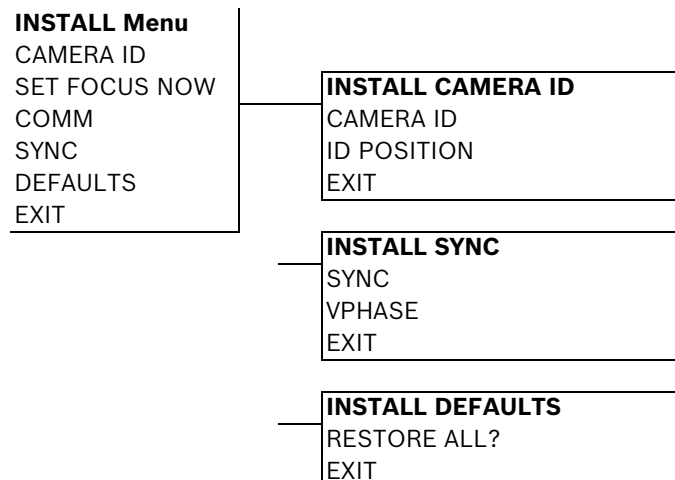 INSTALL Menu
CAMERA ID
SET FOCUS NOW
COMM
SYNC
DEFAULTS
EXIT
INSTALL CAMERA ID
CAMERA ID
ID POSITION
EXIT
INSTALL SYNC
SYNC
VPHASE
EXIT
INSTALL DEFAULTS
RESTORE ALL?
EXIT